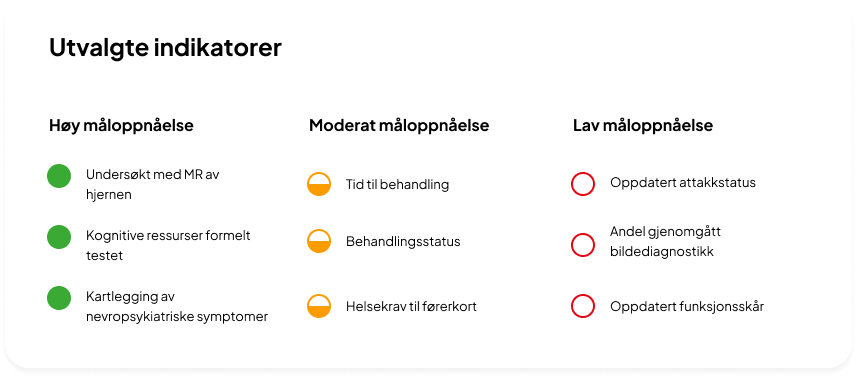 Utvalgte indikatorer
Høy måloppnåelse
Undersøkt med MR av
hjernen
Kognitive ressurser formelt
testet
Kartlegging av
nevropsykiatriske symptomer
Moderat måloppnåelse
Tid til behandling
Behandlingsstatus
Helsekrav til førerkort
Lav måloppnåelse
Oppdatert attakkstatus
Andel gjenomgått
bildediagnostikk
Oppdatert funksjonsskår